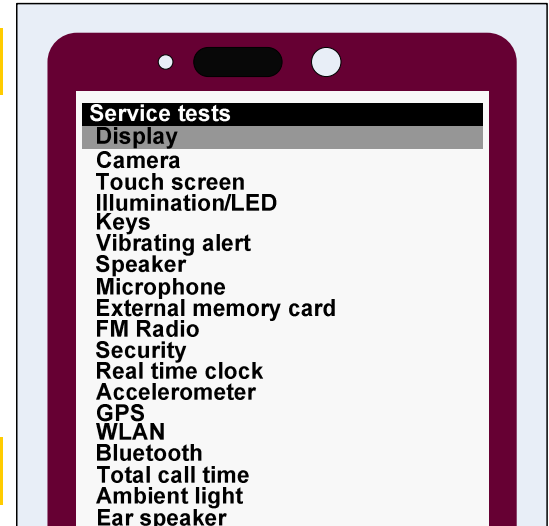 Service tests
Display
Camera
Touch screen
Illumination/LED
Keys
Vibrating alert
Speaker
Microphone
External memory card
FM Radio
Security
Real time clock
Accelerometer
GPS
WLAN
Bluetooth
Total call time
Ambient light
Ear speaker